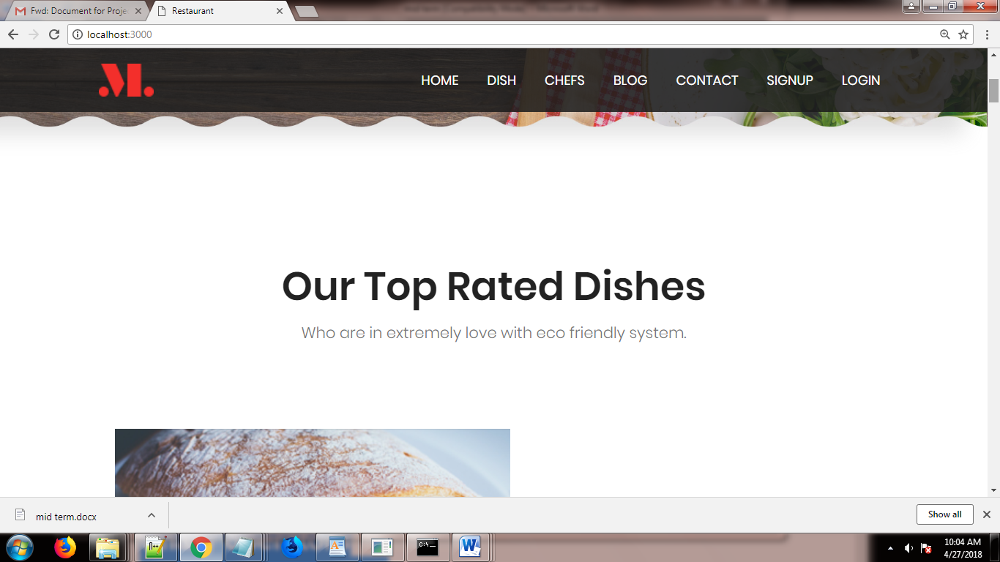 Fwd: Document for Proje
Restaurant
localhost:3000
M.
HOME DISH CHEFS BLOG CONTACT SIGNUP LOGIN
Our Top Rated Dishes
Who are in extremely love with eco friendly system.
mid term.docx
Show all
10:04 AM
4/27/2018